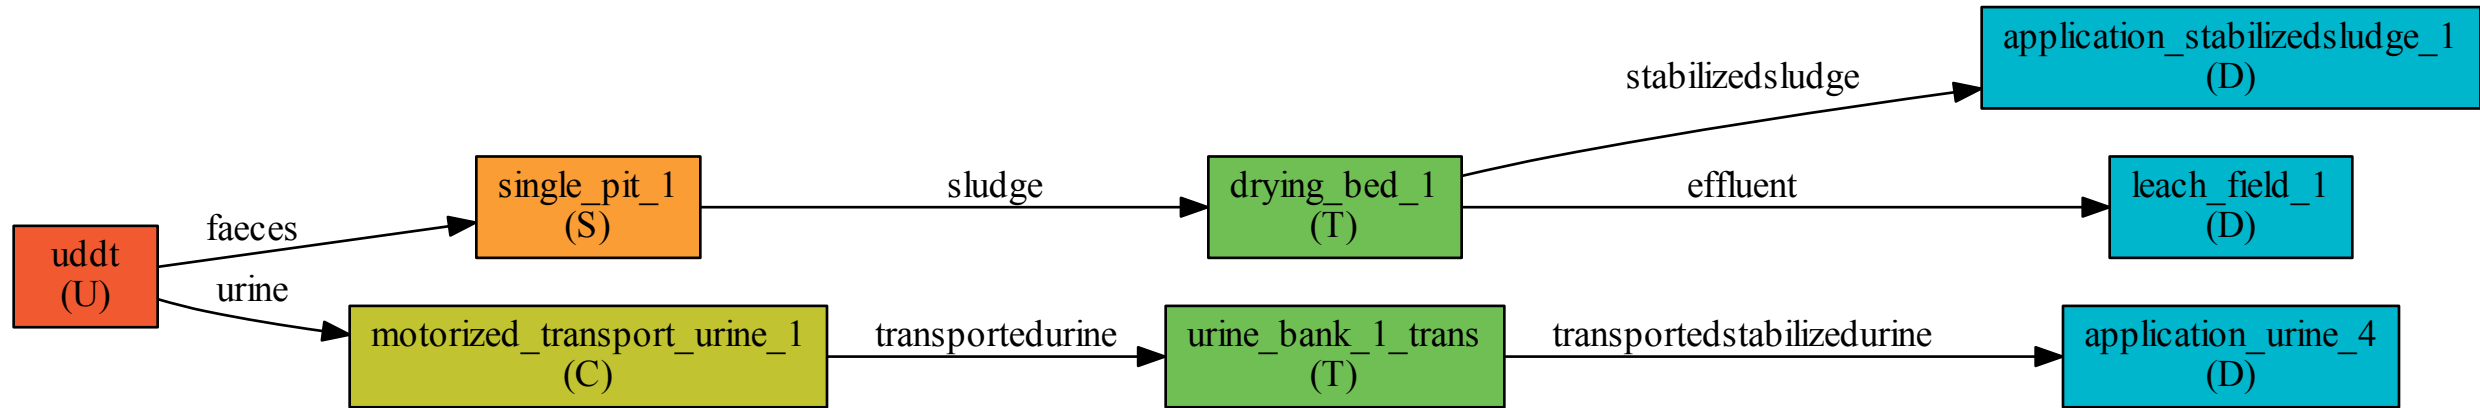 uddt
(U)
faeces
urine
single_pit_1
(S)
motorized_transport_urine_1
(C)
sludge
transportedurine
drying_bed_1
(T)
urine_bank_1_trans
(T)
stabilizedsludge
effluent
transportedstabilizedurine
application_stabilizedsludge_1
(D)
leach_field_1
(D)
application_urine_4
(D)